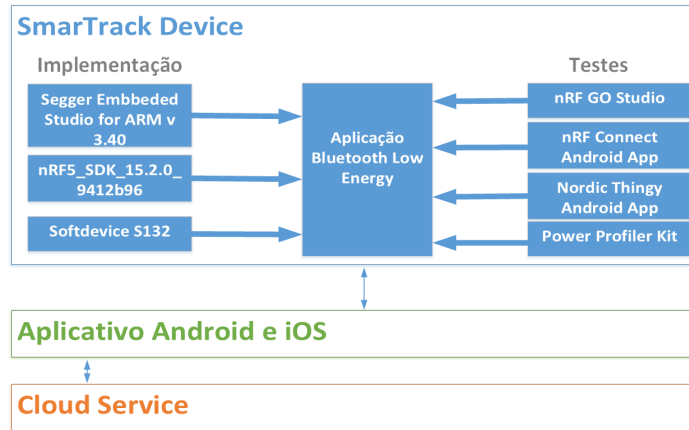 SmarTrack Device
Implementação
Segger Embbeded
Studio for ARM v
3.40
nRF5_SDK_15.2.0_
9412b96
Softdevice S132
Aplicação
Bluetooth Low
Energy
Testes
nRF GO Studio
nRF Connect
Android App
Nordic Thingy
Android App
Power Profiler Kit
Aplicativo Android e iOS
Cloud Service